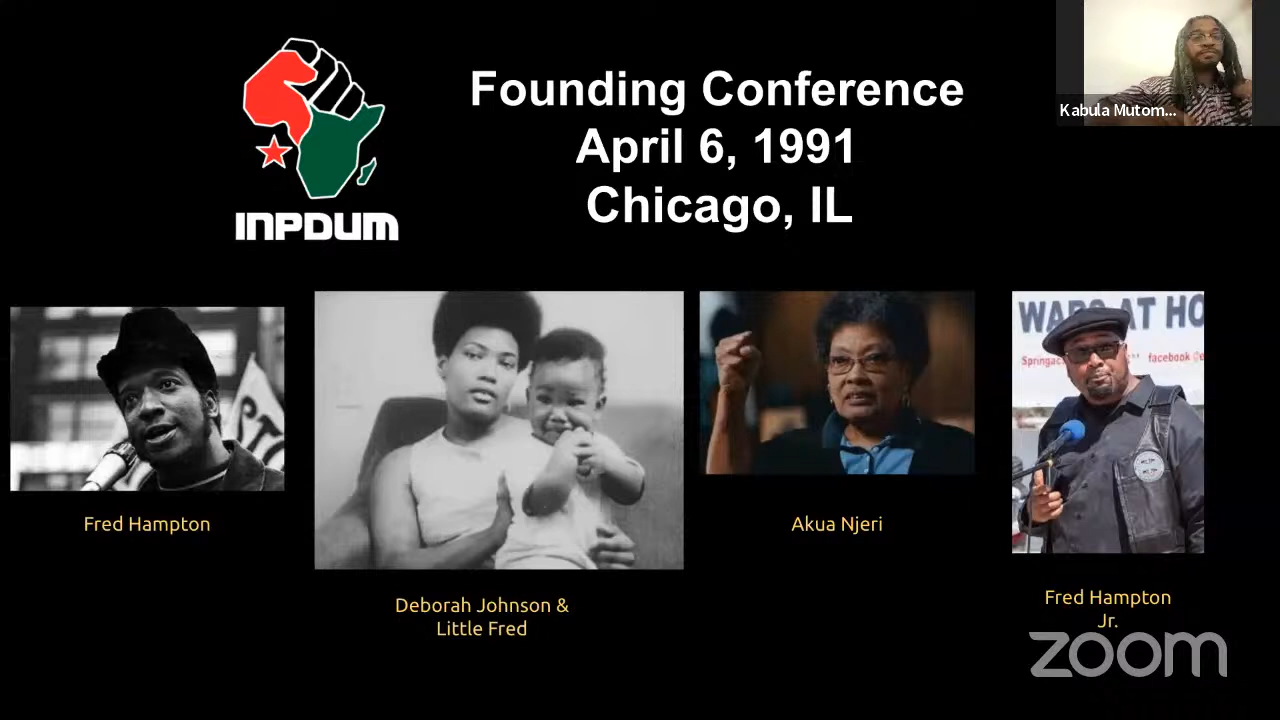 Founding Conference
April 6, 1991
Chicago, IL
INPDUM
Kabula Mutom...
WARS AT HO
facebook
Fred Hampton
Deborah Johnson &
Little Fred
Akua Njeri
Fred Hampton
Jr.
zoom